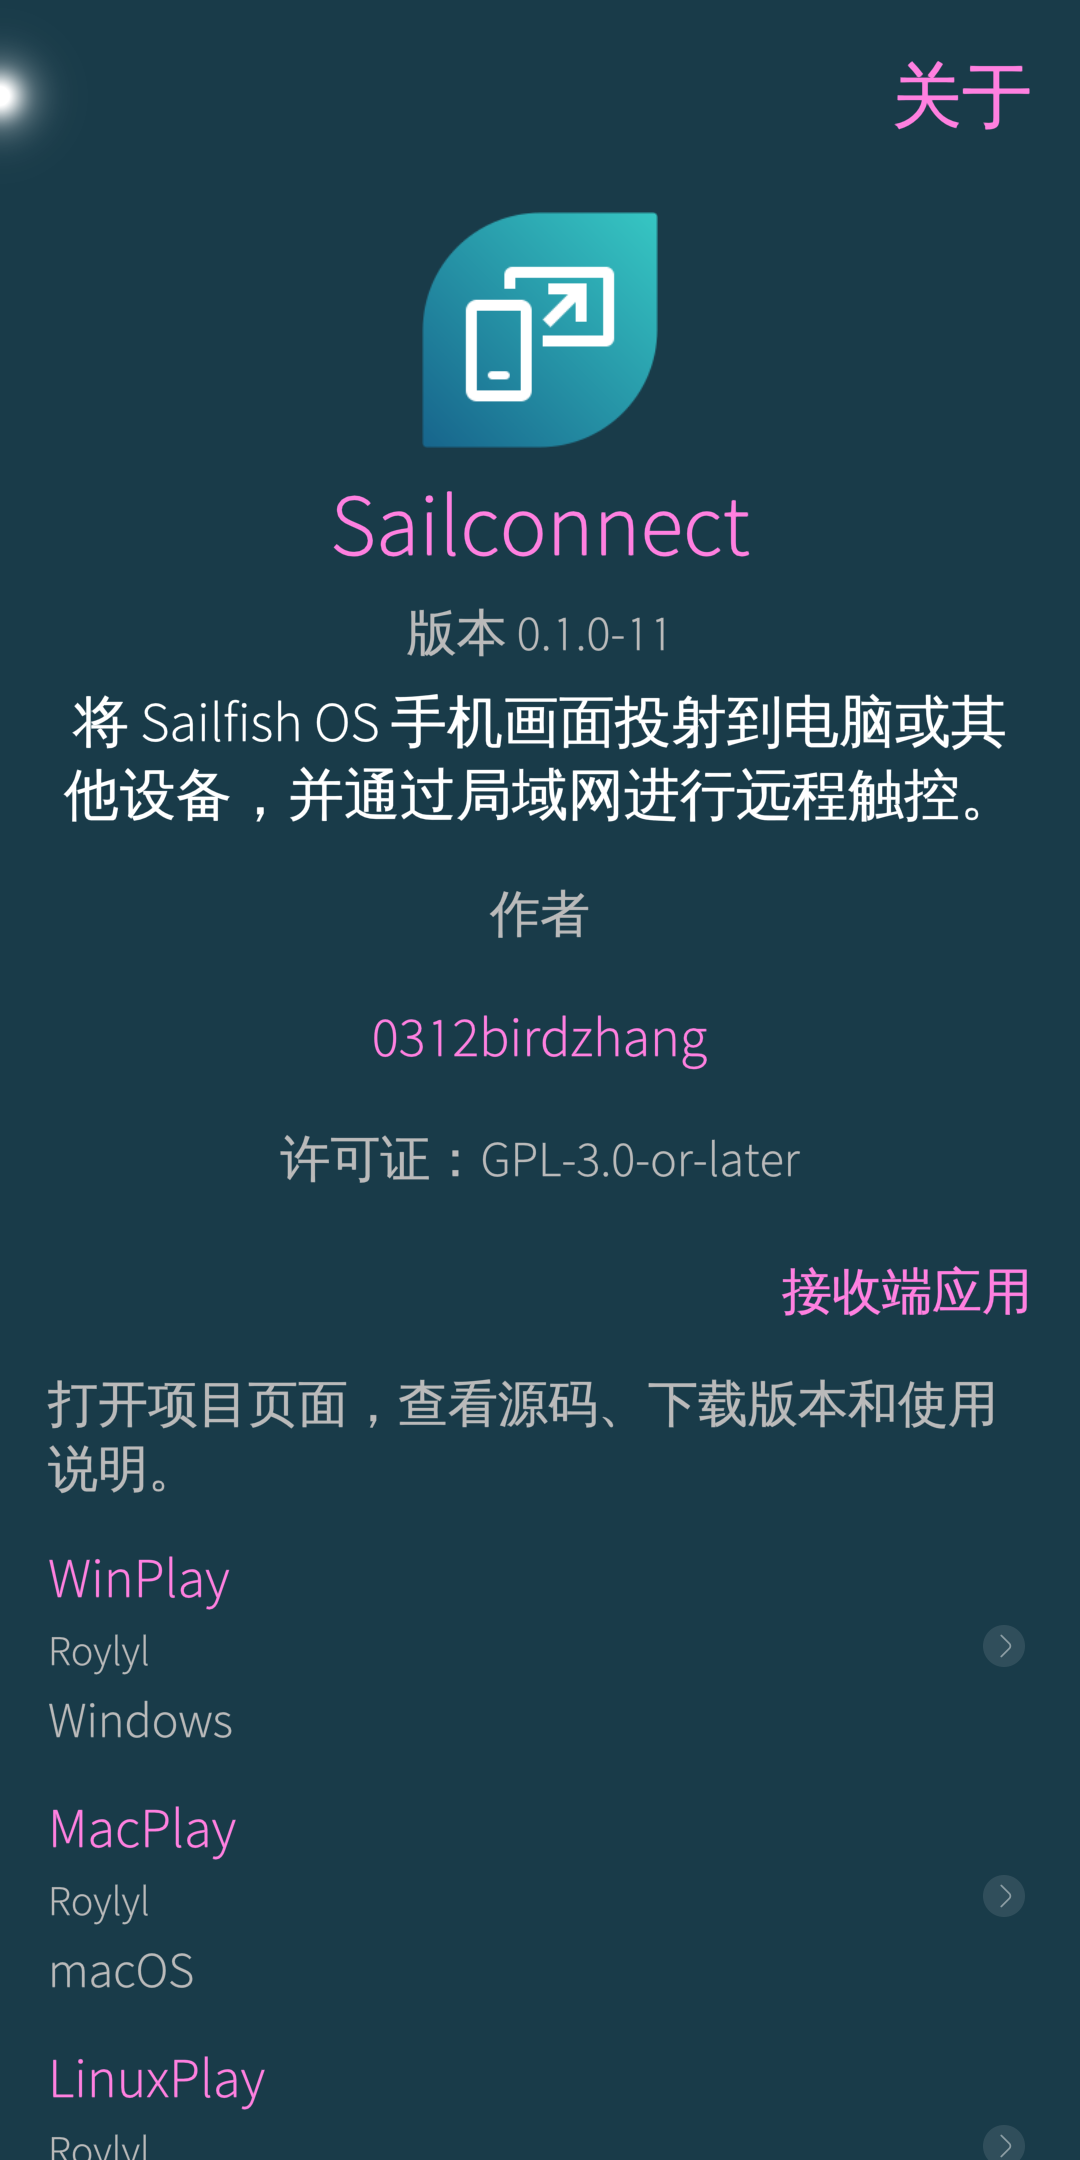 关于
Sailconnect
版本 0.1.0-11
将 Sailfish OS 手机画面投射到电脑或其
他设备，并通过局域网进行远程触控。
作者
0312birdzhang
许可证：GPL-3.0-or-later
接收端应用
打开项目页面，查看源码、下载版本和使用
说明。
WinPlay
Roylyl
Windows
MacPlay
Roylyl
macOS
LinuxPlay
Roylyl